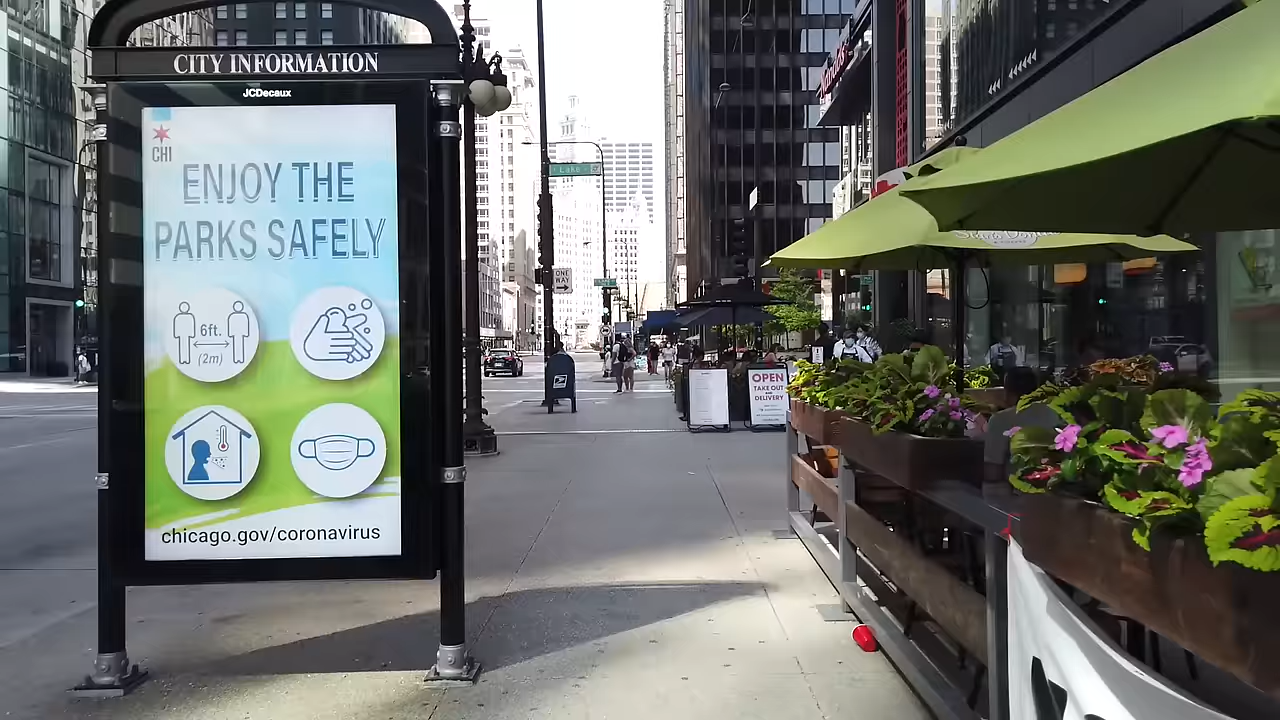 CITY INFORMATION
JCDecaux
CHI
ENJOY THE
PARKS SAFELY
6ft.
(2m)
chicago.gov/coronavirus
Lake
ONE
WAY
OPEN
TAKE OUT
AND
DELIVERY